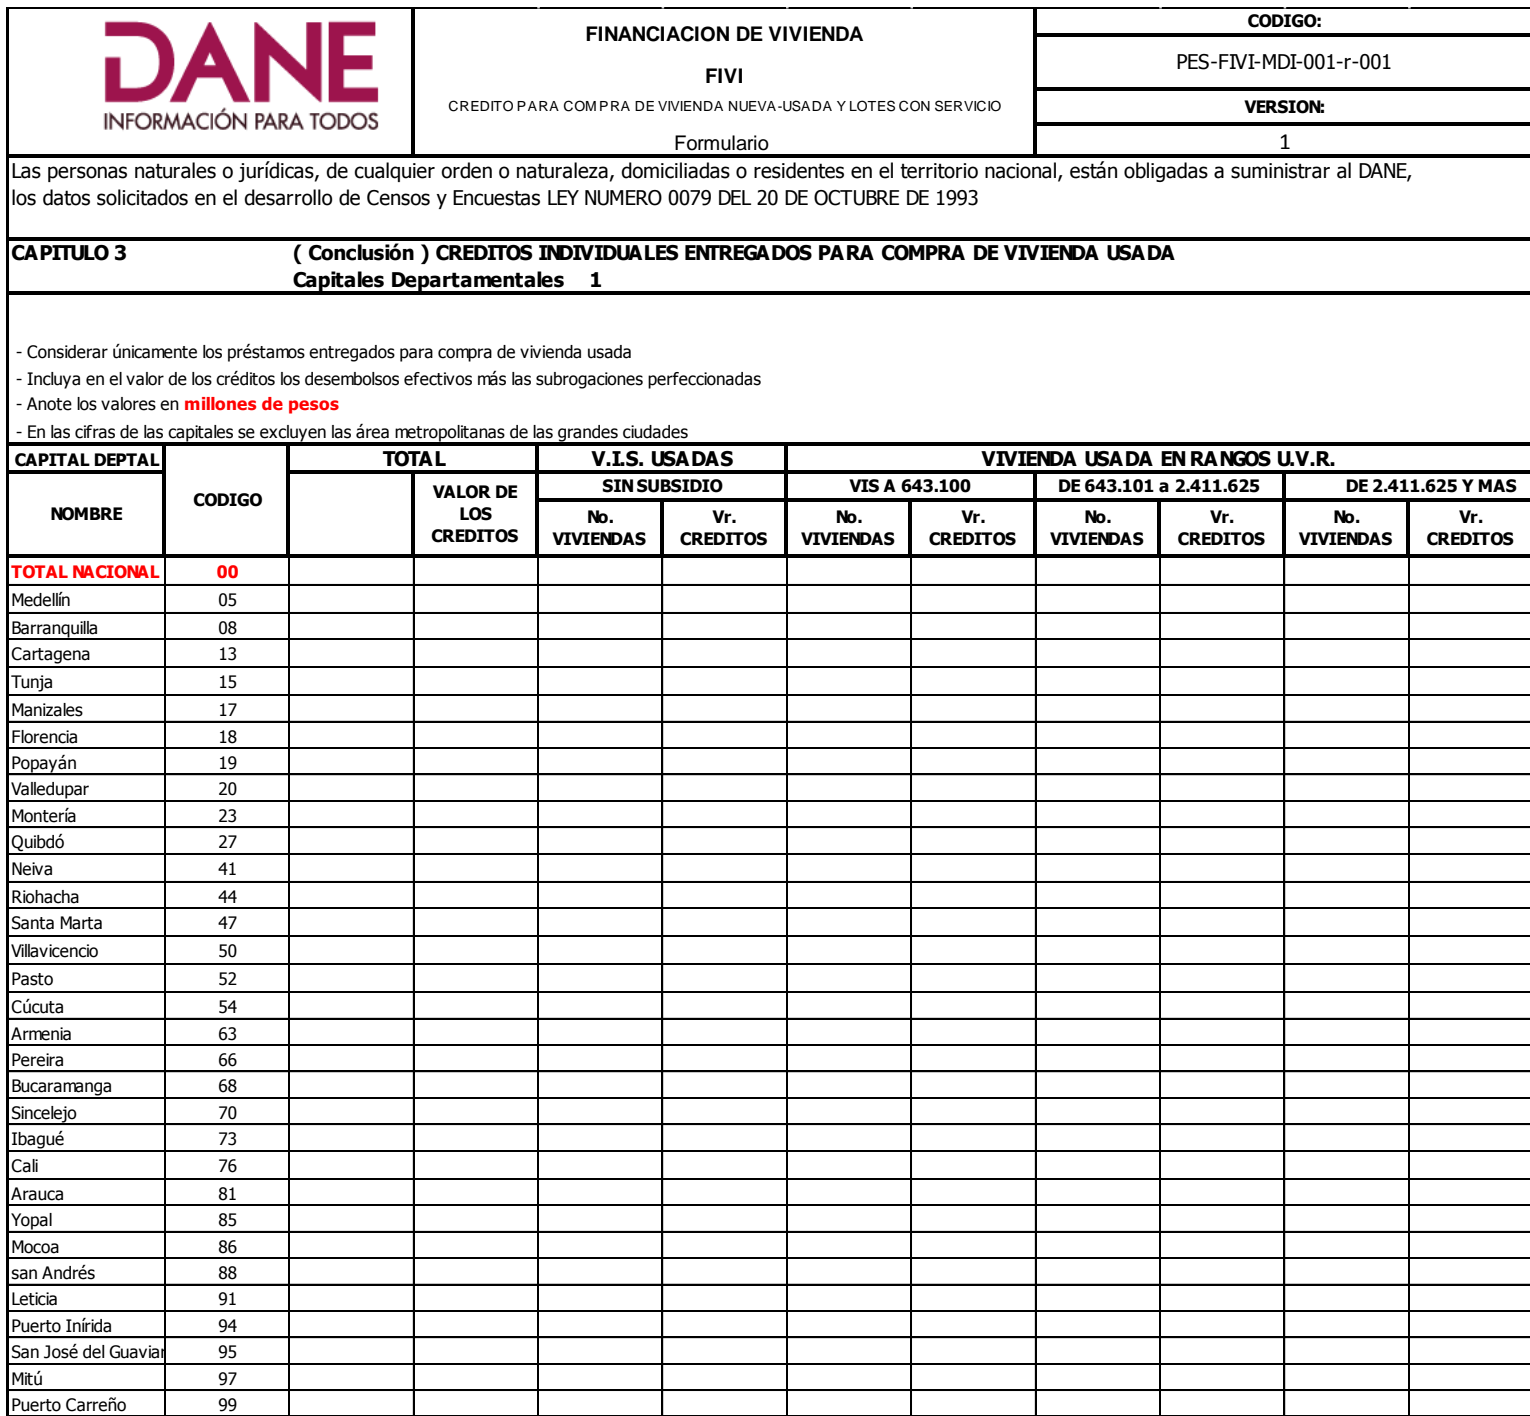 DANE
INFORMACIÓN PARA TODOS
FINANCIACION DE VIVIENDA
FIVI
CREDITO PARA COMPRA DE VIVIENDA NUEVA-USADA Y LOTES CON SERVICIO
Formulario
CODIGO:
PES-FIVI-MDI-001-r-001
VERSION:
1
Las personas naturales o jurídicas, de cualquier orden o naturaleza, domiciliadas o residentes en el territorio nacional, están obligadas a suministrar al DANE,
los datos solicitados en el desarrollo de Censos y Encuestas LEY NUMERO 0079 DEL 20 DE OCTUBRE DE 1993
CAPITULO 3 ( Conclusión ) CREDITOS INDIVIDUALES ENTREGADOS PARA COMPRA DE VIVIENDA USADA
Capitales Departamentales 1
- Considerar únicamente los préstamos entregados para compra de vivienda usada
- Incluya en el valor de los créditos los desembolsos efectivos más las subrogaciones perfeccionadas
- Anote los valores en millones de pesos
- En las cifras de las capitales se excluyen las área metropolitanas de las grandes ciudades
CAPITAL DEPTAL TOTAL V.I.S. USADAS VIVIENDA USADA EN RANGOS U.V.R.
NOMBRE CODIGO VALOR DE LOS CREDITOS SIN SUBSIDIO VIS A 643.100 DE 643.101 a 2.411.625 DE 2.411.625 Y MAS
No. VIVIENDAS Vr. CREDITOS No. VIVIENDAS Vr. CREDITOS No. VIVIENDAS Vr. CREDITOS No. VIVIENDAS Vr. CREDITOS
TOTAL NACIONAL 00
Medellín 05
Barranquilla 08
Cartagena 13
Tunja 15
Manizales 17
Florencia 18
Popayán 19
Valledupar 20
Montería 23
Quibdó 27
Neiva 41
Riohacha 44
Santa Marta 47
Villavicencio 50
Pasto 52
Cúcuta 54
Armenia 63
Pereira 66
Bucaramanga 68
Sincelejo 70
Ibagué 73
Cali 76
Arauca 81
Yopal 85
Mocoa 86
san Andrés 88
Leticia 91
Puerto Inírida 94
San José del Guaviar 95
Mitú 97
Puerto Carreño 99